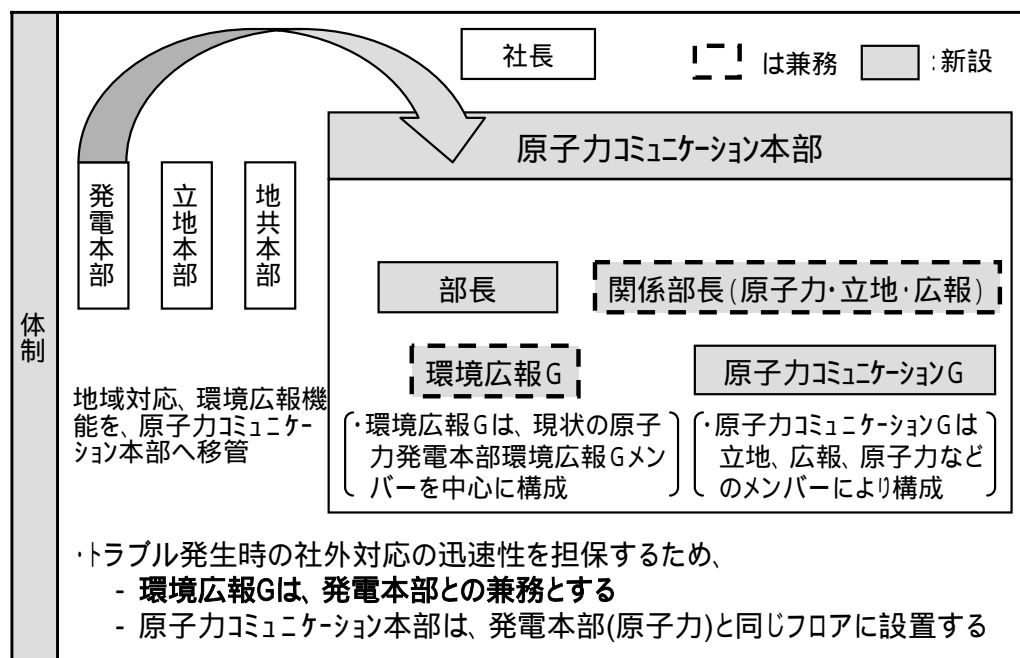 社長
は兼務
:新設
原子力ｺﾐｭﾆｹｰｼｮﾝ本部
発電本部
立地本部
地共本部
部長
関係部長(原子力・立地・広報)
体制
環境広報G
原子力ｺﾐｭﾆｹｰｼｮﾝG
地域対応、環境広報機
能を、原子力ｺﾐｭﾆｹｰ
ｼｮﾝ本部へ移管
・環境広報Gは、現状の原子
力発電本部環境広報Gメン
バーを中心に構成
・原子力ｺﾐｭﾆｹｰｼｮﾝGは
立地、広報、原子力など
のメンバーにより構成
・ﾄラブル発生時の社外対応の迅速性を担保するため、
- 環境広報Gは、発電本部との兼務とする
- 原子力ｺﾐｭﾆｹｰｼｮﾝ本部は、発電本部(原子力)と同じフロアに設置する